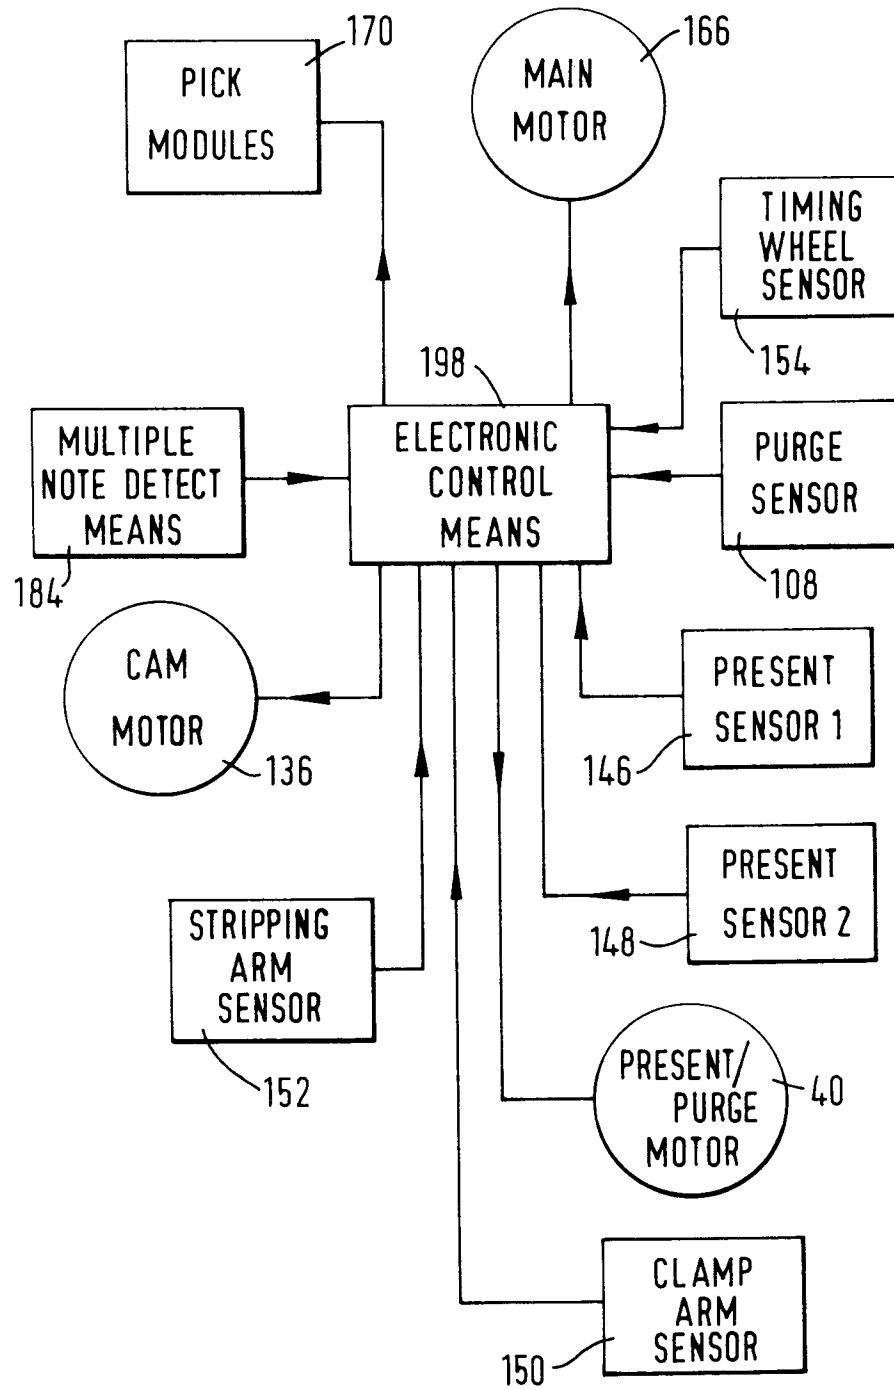 170
PICK
MODULES
166
MAIN
MOTOR
TIMING
WHEEL
SENSOR
154
198
ELECTRONIC
CONTROL
MEANS
MULTIPLE
NOTE DETECT
MEANS
184
PURGE
SENSOR
108
CAM
MOTOR
136
PRESENT
SENSOR 1
146
PRESENT
SENSOR 2
148
STRIPPING
ARM
SENSOR
152
PRESENT/
PURGE
MOTOR
40
CLAMP
ARM
SENSOR
150